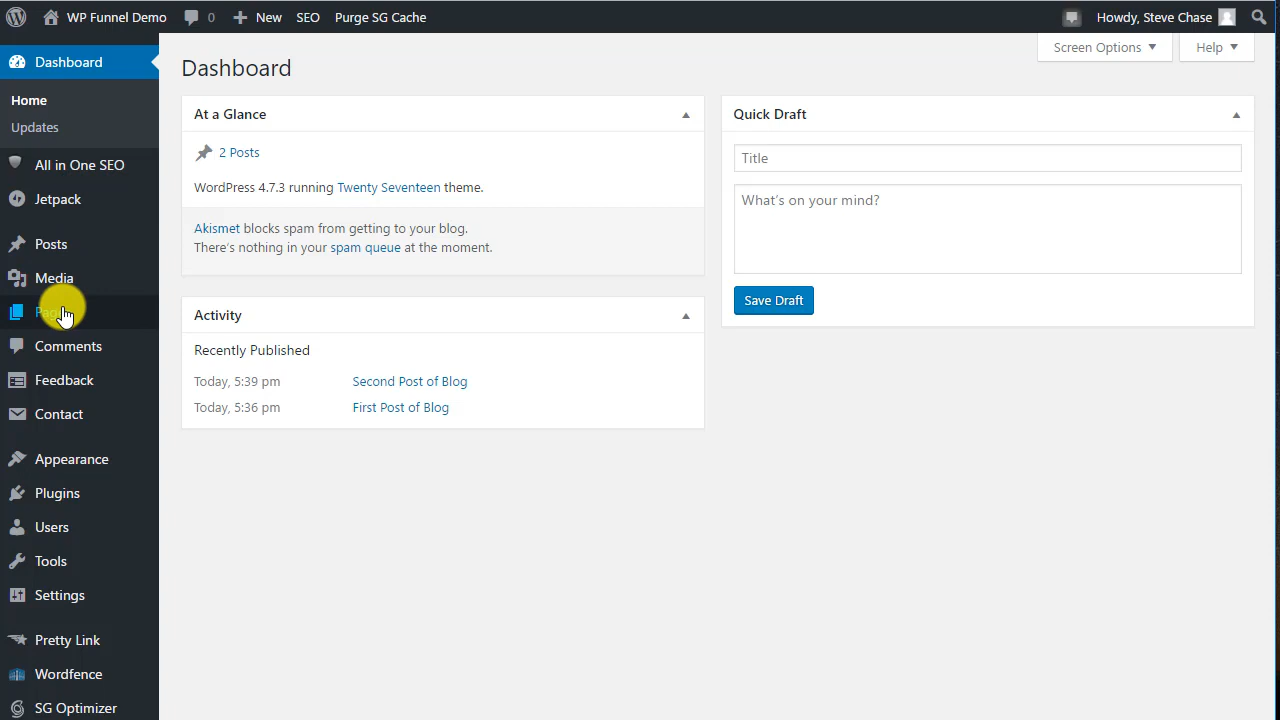 WP Funnel Demo 0 New SEO Purge SG Cache Howdy, Steve Chase
Screen Options Help
Dashboard
Home
Updates
All in One SEO
Jetpack
Posts
Media
Comments
Feedback
Contact
Appearance
Plugins
Users
Tools
Settings
Pretty Link
Wordfence
SG Optimizer
Dashboard
At a Glance
2 Posts
WordPress 4.7.3 running Twenty Seventeen theme.
Akismet blocks spam from getting to your blog.
There's nothing in your spam queue at the moment.
Activity
Recently Published
Today, 5:39 pm Second Post of Blog
Today, 5:36 pm First Post of Blog
Quick Draft
Title
What's on your mind?
Save Draft